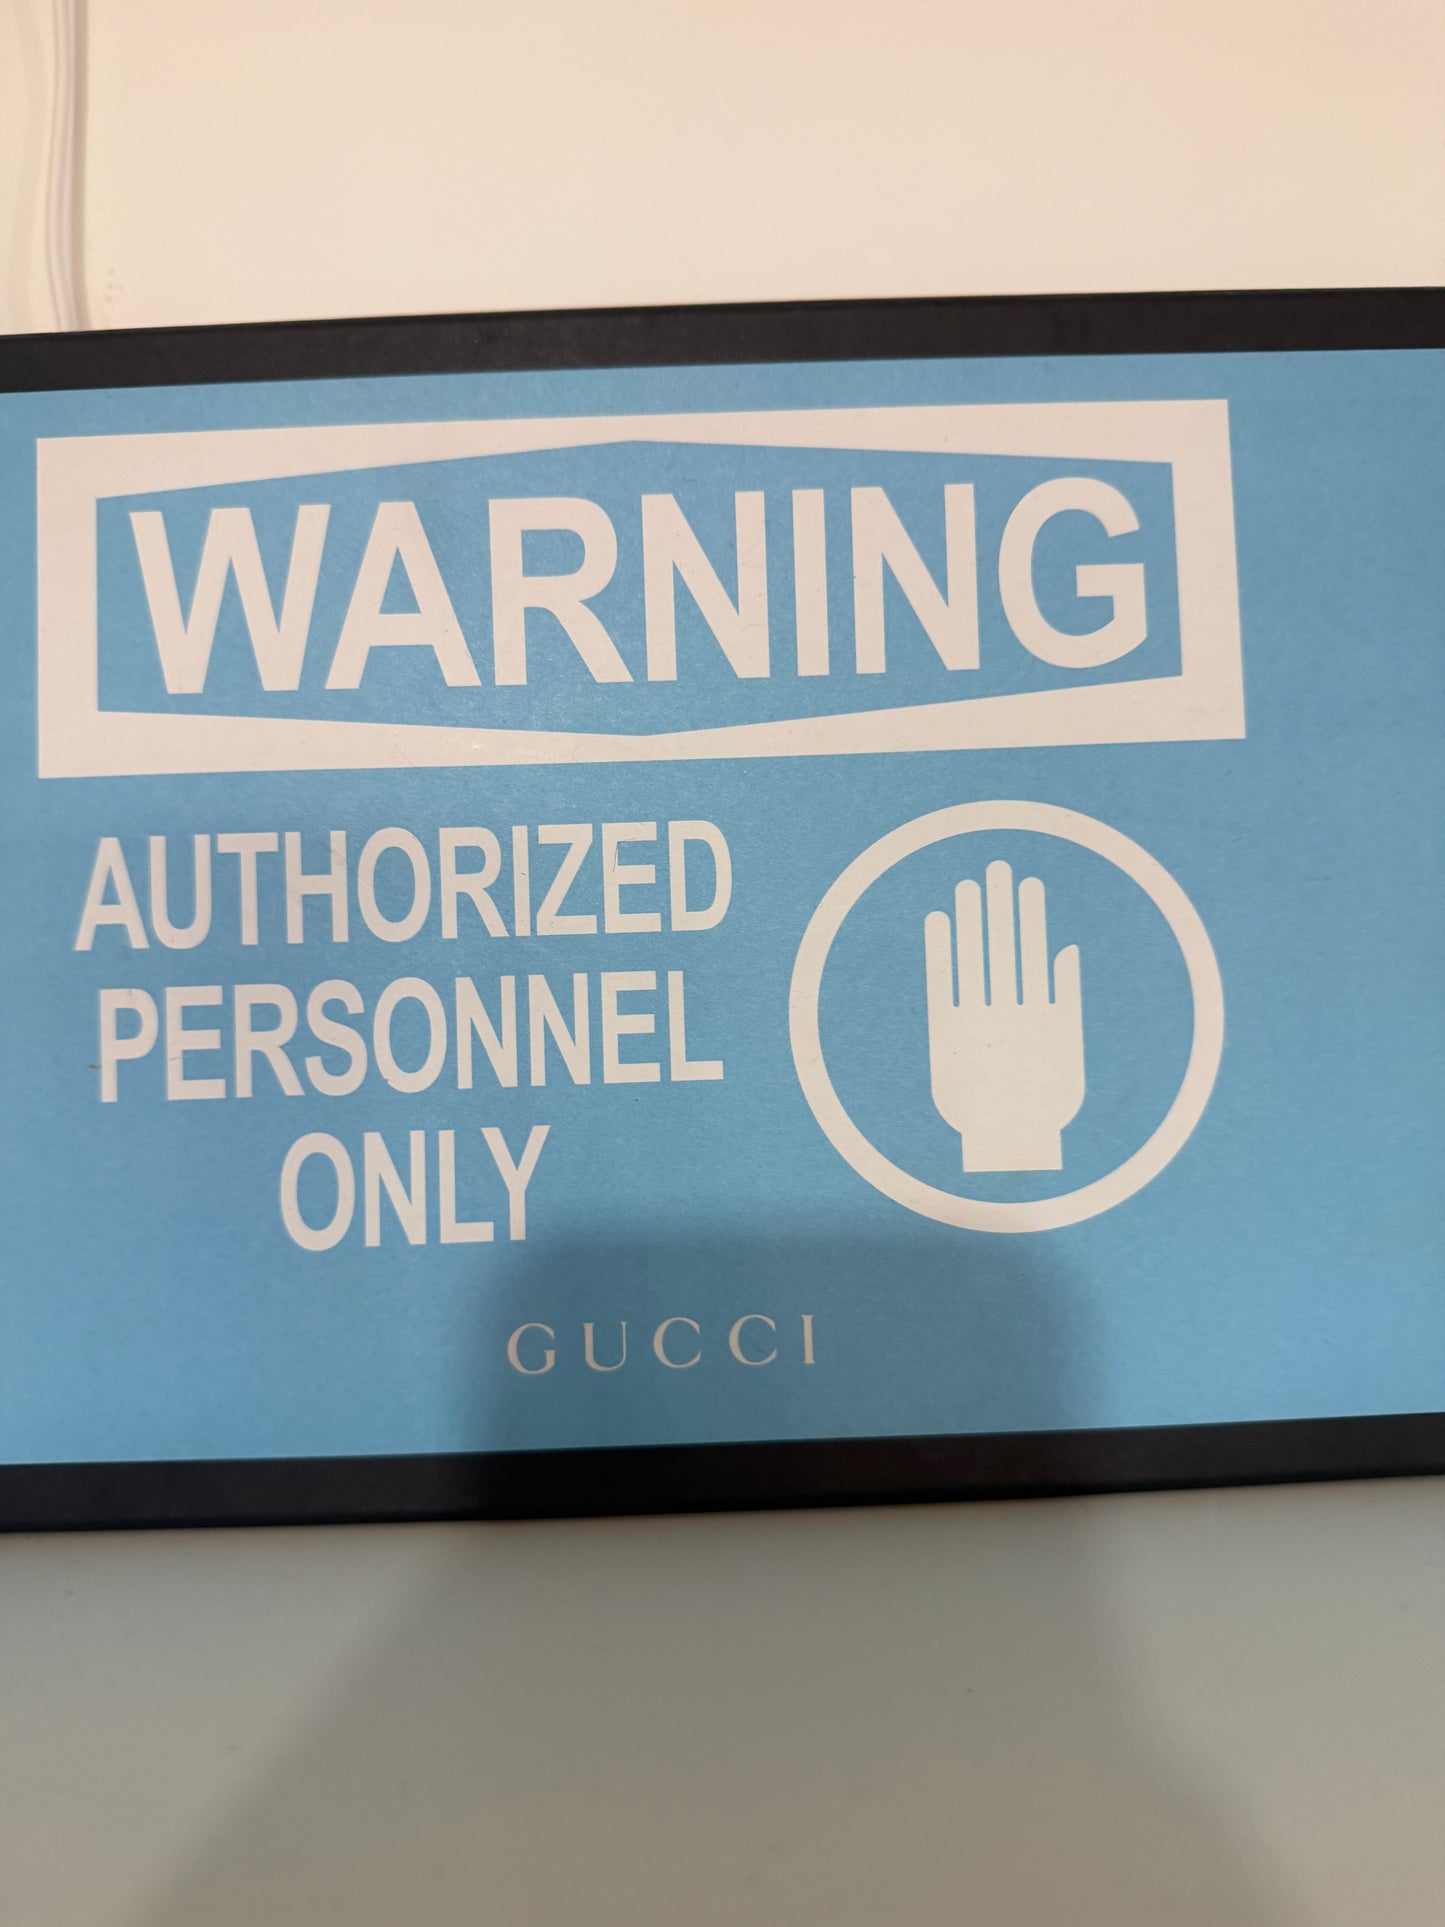 WARNING
AUTHORIZED
PERSONNEL
ONLY
GUCCI